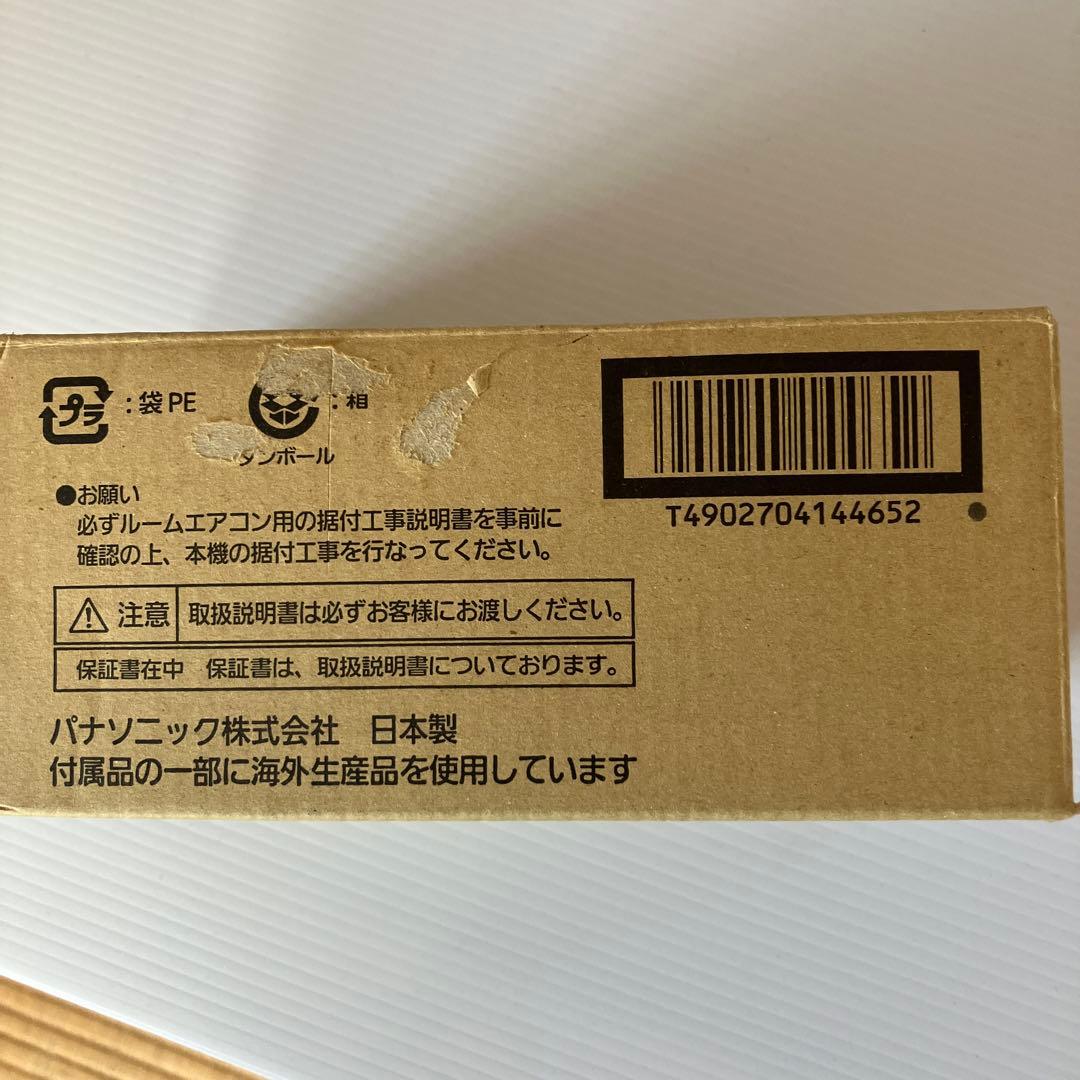 プラ : 袋 PE
: 箱
ダンボール
T4902704144652
●お願い
必ずルームエアコン用の据付工事説明書を事前に
確認の上、本機の据付工事を行なってください。
注意 取扱説明書は必ずお客様にお渡しください。
保証書在中 保証書は、取扱説明書についております。
パナソニック株式会社 日本製
付属品の一部に海外生産品を使用しています